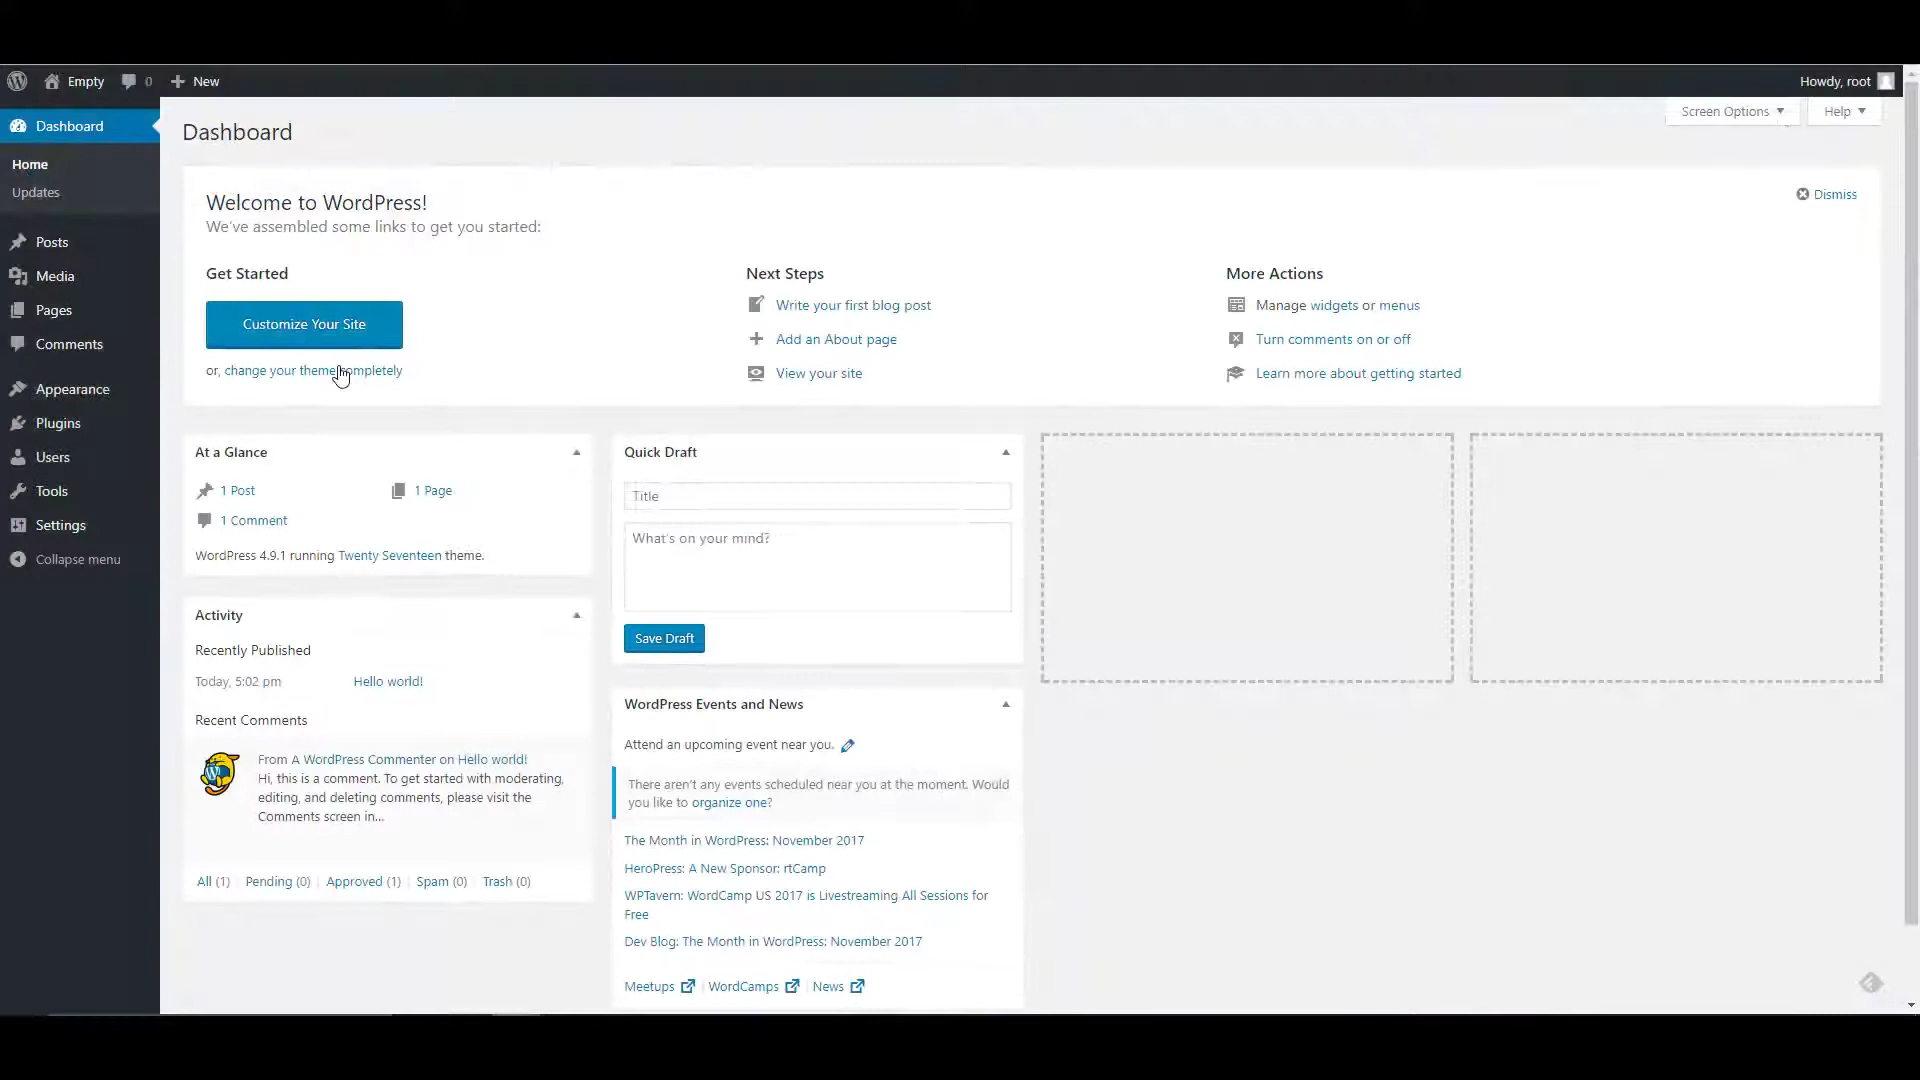 Empty
0
New
Howdy, root
Dashboard
Home
Updates
Posts
Media
Pages
Comments
Appearance
Plugins
Users
Tools
Settings
Collapse menu
Screen Options
Help
Dashboard
Welcome to WordPress!
We've assembled some links to get you started:
Dismiss
Get Started
Customize Your Site
or, change your theme completely
Next Steps
Write your first blog post
Add an About page
View your site
More Actions
Manage widgets or menus
Turn comments on or off
Learn more about getting started
At a Glance
1 Post
1 Page
1 Comment
WordPress 4.9.1 running Twenty Seventeen theme.
Activity
Recently Published
Today, 5:02 pm
Hello world!
Recent Comments
From A WordPress Commenter on Hello world!
Hi, this is a comment. To get started with moderating,
editing, and deleting comments, please visit the
Comments screen in...
All (1)
Pending (0)
Approved (1)
Spam (0)
Trash (0)
Quick Draft
Title
What's on your mind?
Save Draft
WordPress Events and News
Attend an upcoming event near you.
There aren't any events scheduled near you at the moment. Would
you like to organize one?
The Month in WordPress: November 2017
HeroPress: A New Sponsor: rtCamp
WPTavern: WordCamp US 2017 is Livestreaming All Sessions for
Free
Dev Blog: The Month in WordPress: November 2017
Meetups
WordCamps
News